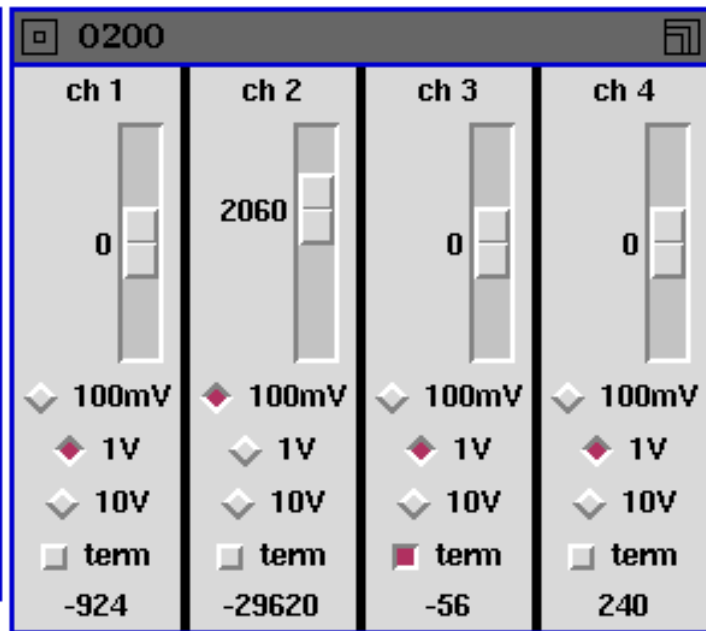 0200
ch 1 ch 2 ch 3 ch 4
2060
0 0 0
100mV 100mV 100mV 100mV
1V 1V 1V 1V
10V 10V 10V 10V
term term term term
-924 -29620 -56 240